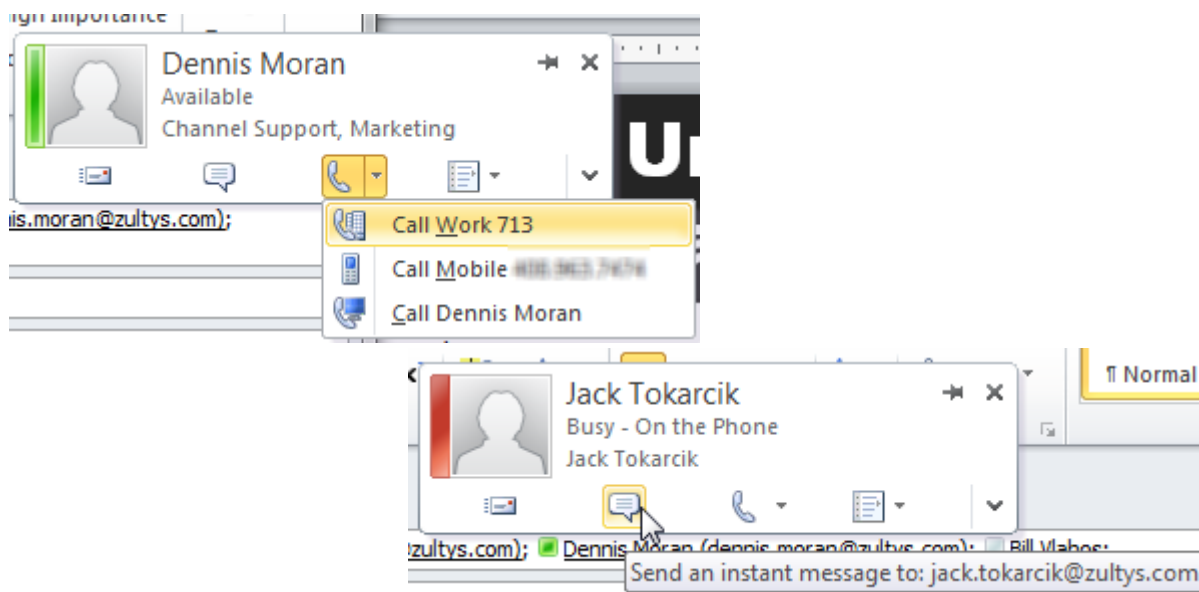 Importance
Dennis Moran
Available
Channel Support, Marketing
is.moran@zultys.com);
Call Work 713
Call Mobile
Call Dennis Moran
¶ Normal
Jack Tokarcik
Busy - On the Phone
Jack Tokarcik
zultys.com); Dennis Moran (dennis.moran@zultys.com); Bill Vlahos;
Send an instant message to: jack.tokarcik@zultys.com